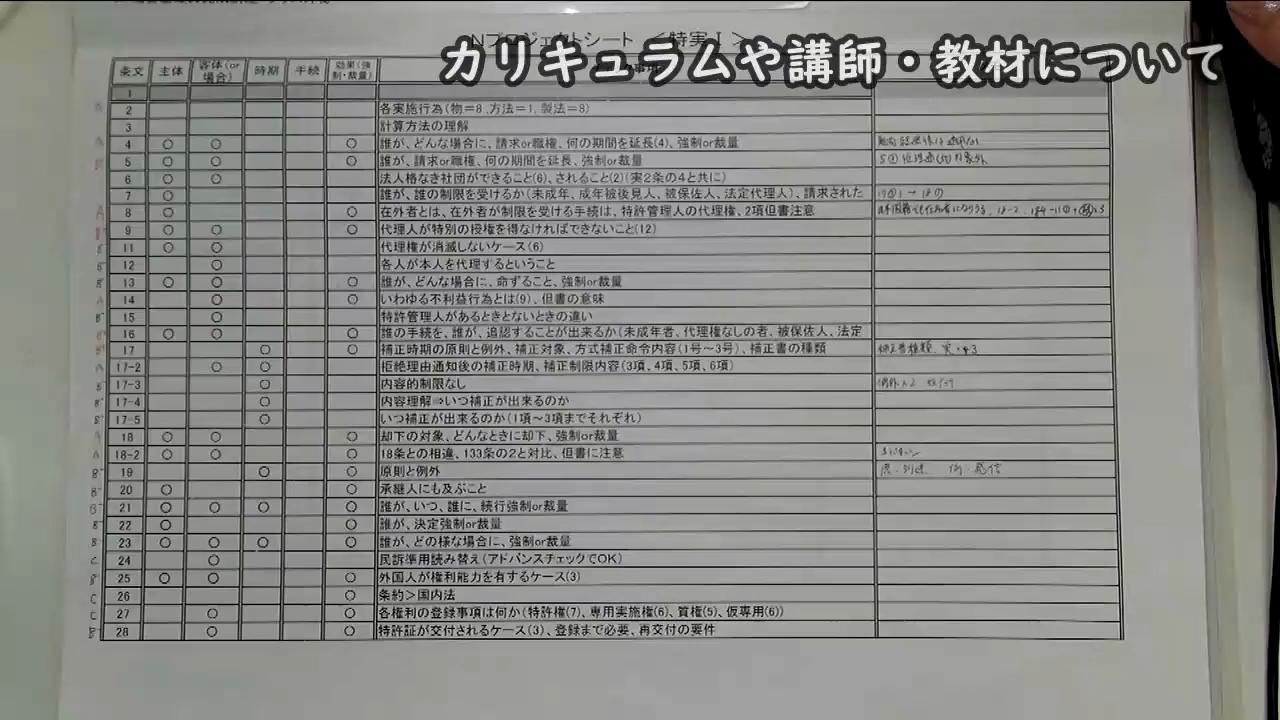 Nプロジェクトシート <特実Ⅰ>
カリキュラムや講師・教材について
条文 主体 客体(or場合) 時期 手続 効果(強制・裁量)
1
2 各実施行為(物=8、方法=1、製法=8)
3 計算方法の理解
4 ○ ○ ○ 誰が、どんな場合に、請求or職権、何の期間を延長(4)、強制or裁量
5 ○ ○ ○ 誰が、請求or職権、何の期間を延長、強制or裁量
6 ○ ○ 法人格なき社団ができること(6)、されること(2)(実2条の4と共に)
7 ○ 誰が、誰の制限を受けるか(未成年、成年被後見人、被保佐人、法定代理人)、請求された
8 ○ ○ 在外者とは、在外者が制限を受ける手続は、特許管理人の代理権、2項但書注意
9 ○ ○ ○ 代理人が特別の授権を得なければできないこと(12)
11 ○ ○ 代理権が消滅しないケース(6)
12 ○ 各人が本人を代理するということ
13 ○ ○ ○ 誰が、どんな場合に、命ずること、強制or裁量
14 ○ ○ いわゆる不利益行為とは(9)、但書の意味
15 ○ 特許管理人があるときとないときの違い
16 ○ ○ ○ 誰の手続を、誰が、追認することが出来るか(未成年者、代理権なしの者、被保佐人、法定
17 ○ ○ 補正時期の原則と例外、補正対象、方式補正命令内容(1号~3号)、補正書の種類
17-2 ○ ○ 拒絶理由通知後の補正時期、補正制限内容(3項、4項、5項、6項)
17-3 ○ 内容的制限なし
17-4 ○ 内容理解⇒いつ補正が出来るのか
17-5 ○ いつ補正が出来るのか(1項~3項までそれぞれ)
18 ○ ○ ○ 却下の対象、どんなときに却下、強制or裁量
18-2 ○ ○ ○ 18条との相違、133条の2と対比、但書に注意
19 ○ ○ 原則と例外
20 ○ ○ 承継人にも及ぶこと
21 ○ ○ ○ ○ 誰が、いつ、誰に、続行強制or裁量
22 ○ ○ 誰が、決定強制or裁量
23 ○ ○ ○ ○ 誰が、どの様な場合に、強制or裁量
24 ○ 民訴準用読み替え(アドバンスチェックでOK)
25 ○ ○ ○ 外国人が権利能力を有するケース(3)
26 ○ 条約>国内法
27 ○ ○ 各権利の登録事項は何か(特許権(7)、専用実施権(6)、質権(5)、仮専用(6))
28 ○ ○ 特許証が交付されるケース(3)、登録まで必要、再交付の要件